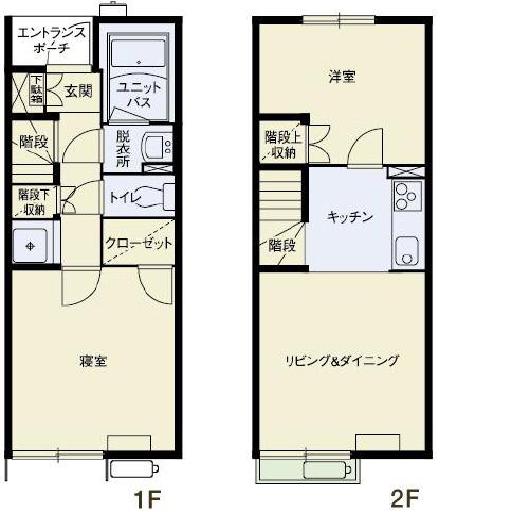 エントランス
ポーチ
下駄箱
玄関
ユニット
バス
階段
脱衣所
階段下
収納
トイレ
クローゼット
寝室
1F
洋室
階段上
収納
キッチン
階段
リビング&ダイニング
2F